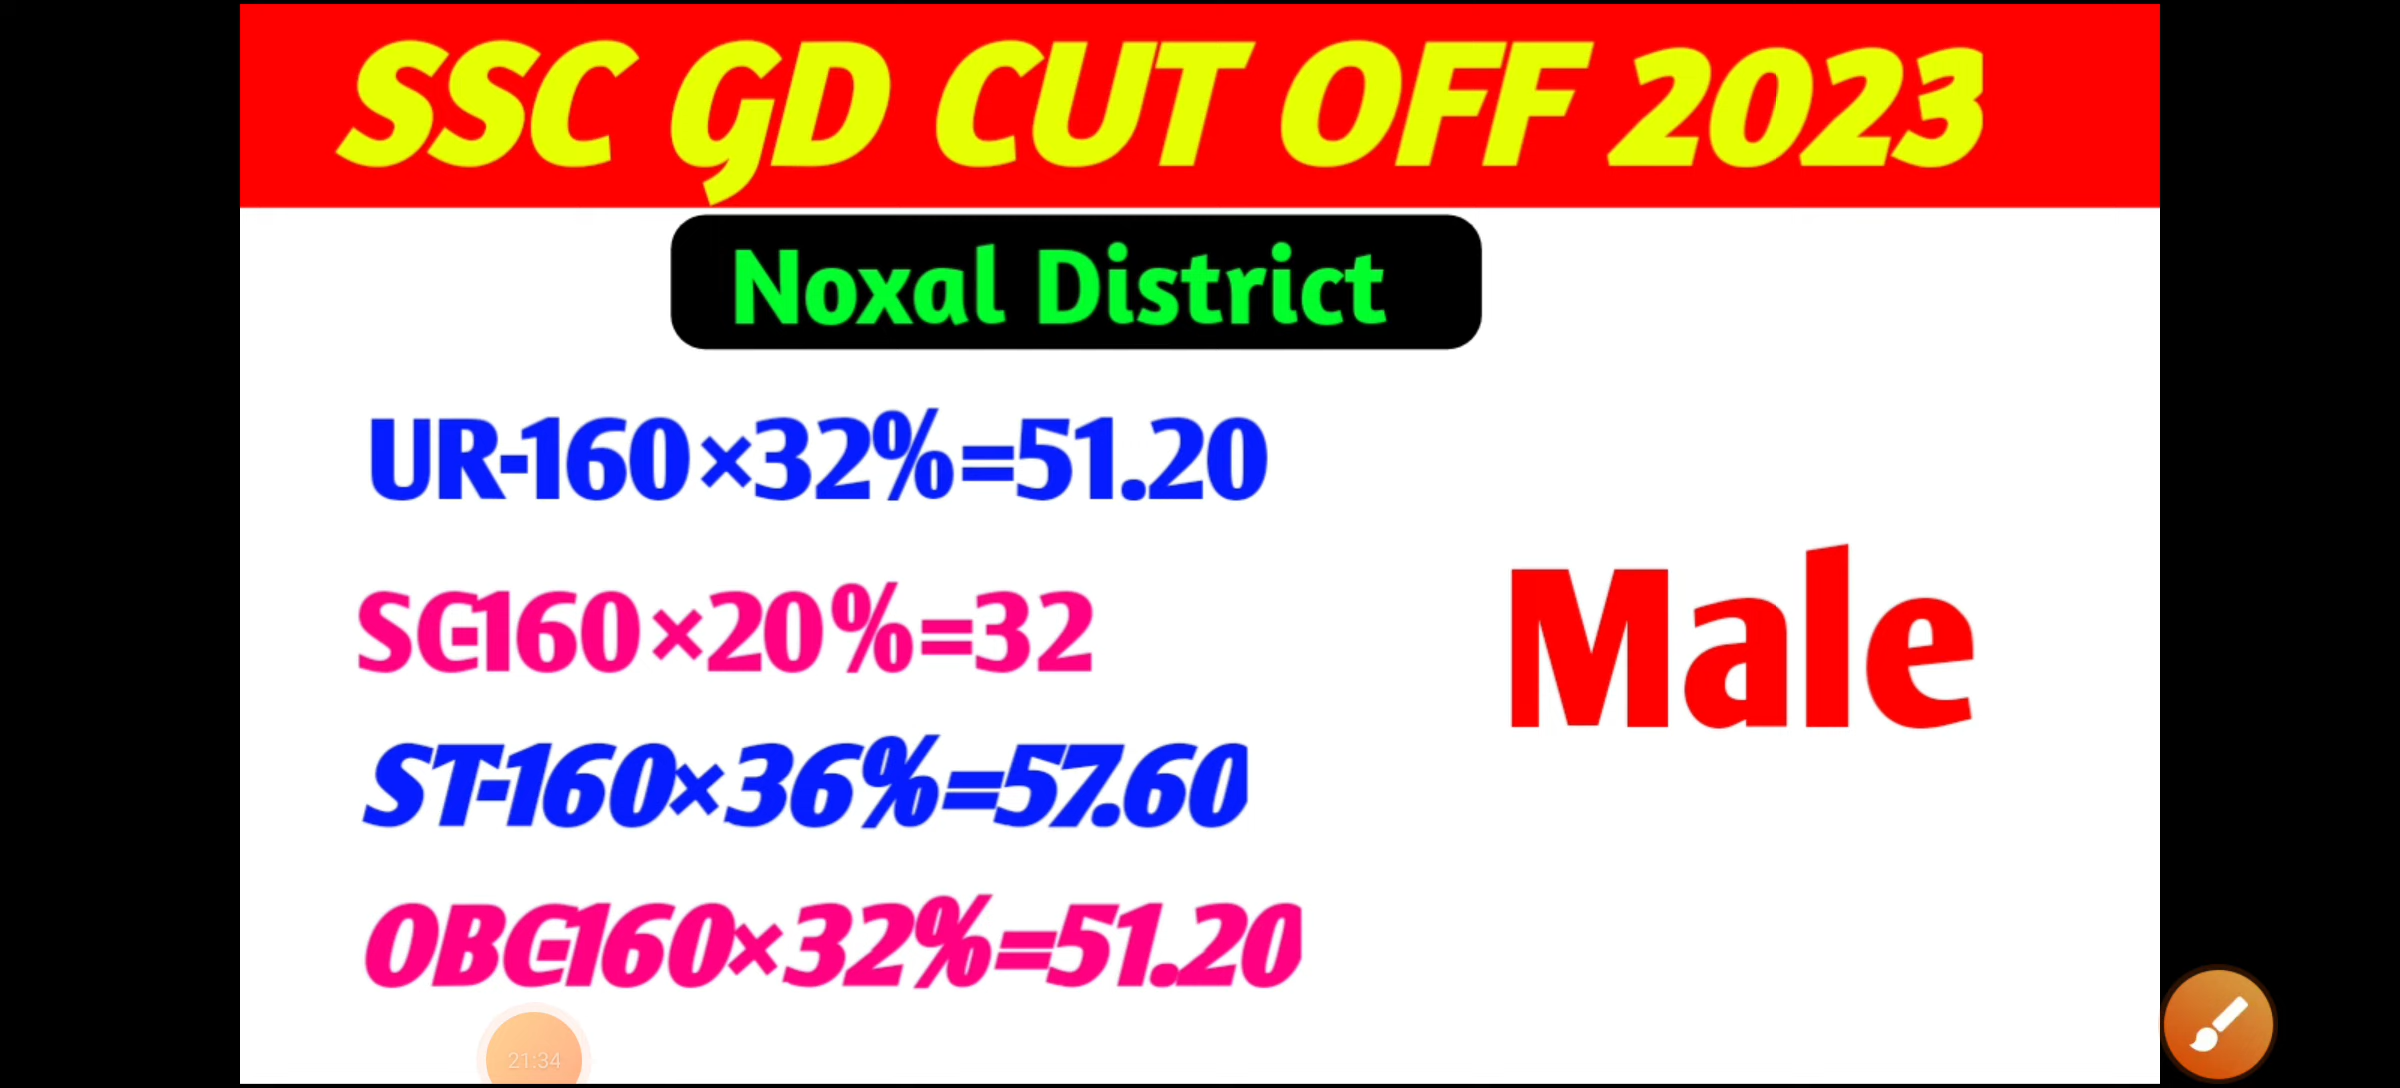 SSC GD CUT OFF 2023
Noxal District
UR-160×32%=51.20
SC-160×20%=32
Male
ST-160×36%=57.60
OBC-160×32%=51.20
21:34